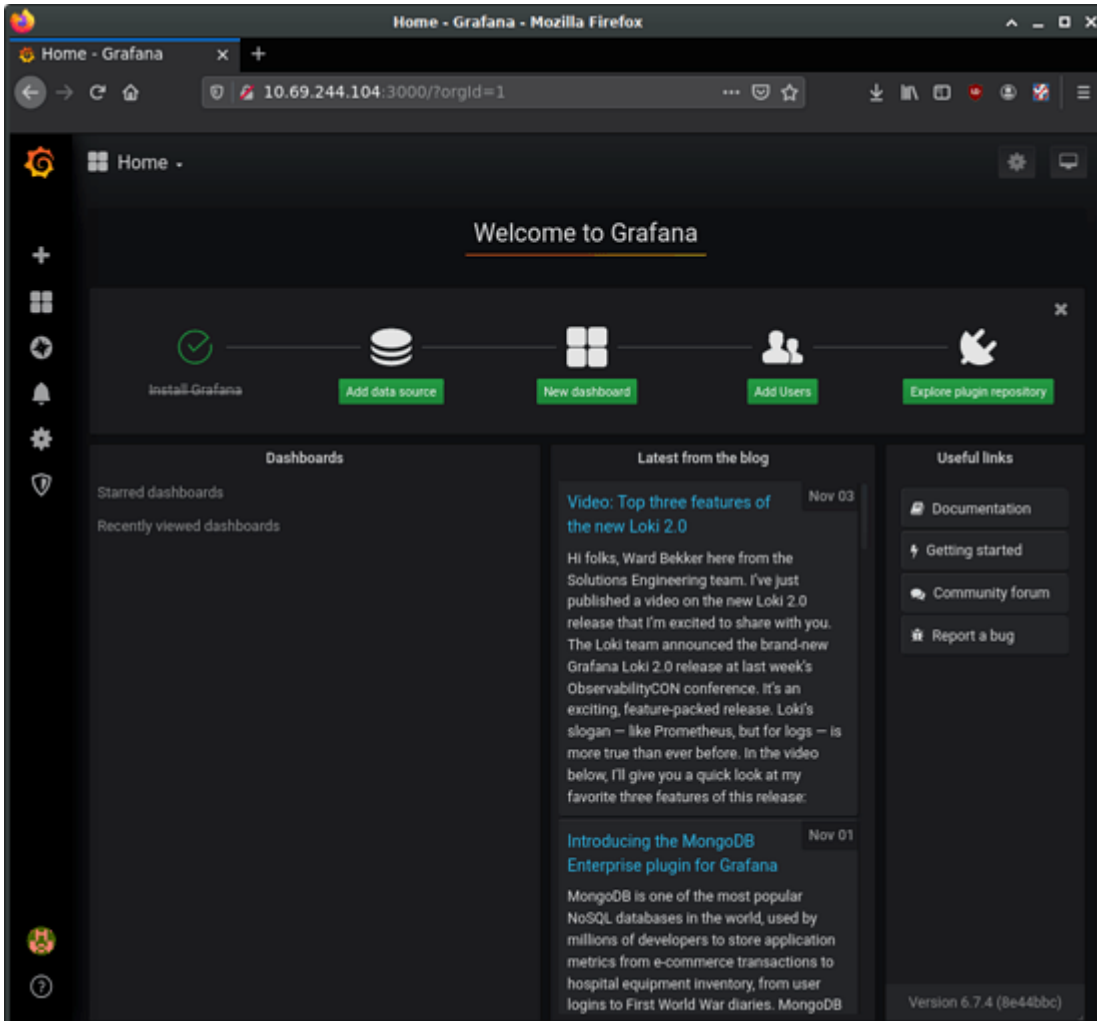 Home - Grafana - Mozilla Firefox
Home - Grafana
10.69.244.104:3000/?orgId=1
Home
Welcome to Grafana
Install Grafana
Add data source
New dashboard
Add Users
Explore plugin repository
Dashboards
Starred dashboards
Recently viewed dashboards
Latest from the blog
Video: Top three features of
the new Loki 2.0
Nov 03
Hi folks, Ward Bekker here from the
Solutions Engineering team. I've just
published a video on the new Loki 2.0
release that I'm excited to share with you.
The Loki team announced the brand-new
Grafana Loki 2.0 release at last week's
ObservabilityCON conference. It's an
exciting, feature-packed release. Loki's
slogan — like Prometheus, but for logs — is
more true than ever before. In the video
below, I'll give you a quick look at my
favorite three features of this release:
Introducing the MongoDB
Enterprise plugin for Grafana
Nov 01
MongoDB is one of the most popular
NoSQL databases in the world, used by
millions of developers to store application
metrics from e-commerce transactions to
hospital equipment inventory, from user
logins to First World War diaries. MongoDB
Useful links
Documentation
Getting started
Community forum
Report a bug
Version 6.7.4 (8e44bbc)